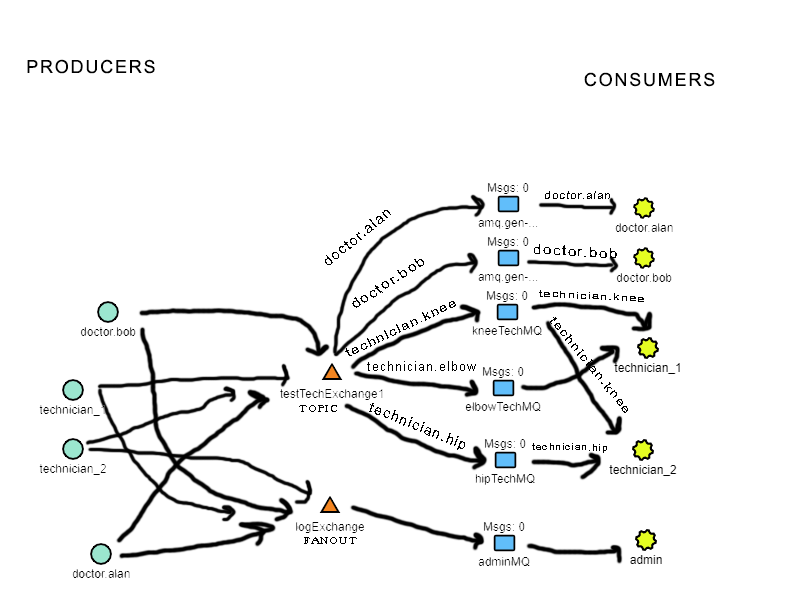 PRODUCERS
CONSUMERS
Msgs: 0
doctor.alan
doctor.alan
amq.gen-...
doctor.alan
Msgs: 0
doctor.bob
doctor.bob
amq.gen-...
doctor.bob
Msgs: 0
technician.knee
technician.knee
kneeTechMQ
doctor.bob
technician.knee
technician_1
technician.elbow
Msgs: 0
testTechExchange1
TOPIC
elbowTechMQ
technician_1
technician.hip
technician_2
Msgs: 0
technician.hip
technician_2
hipTechMQ
logExchange
FANOUT
Msgs: 0
adminMQ
admin
doctor.alan